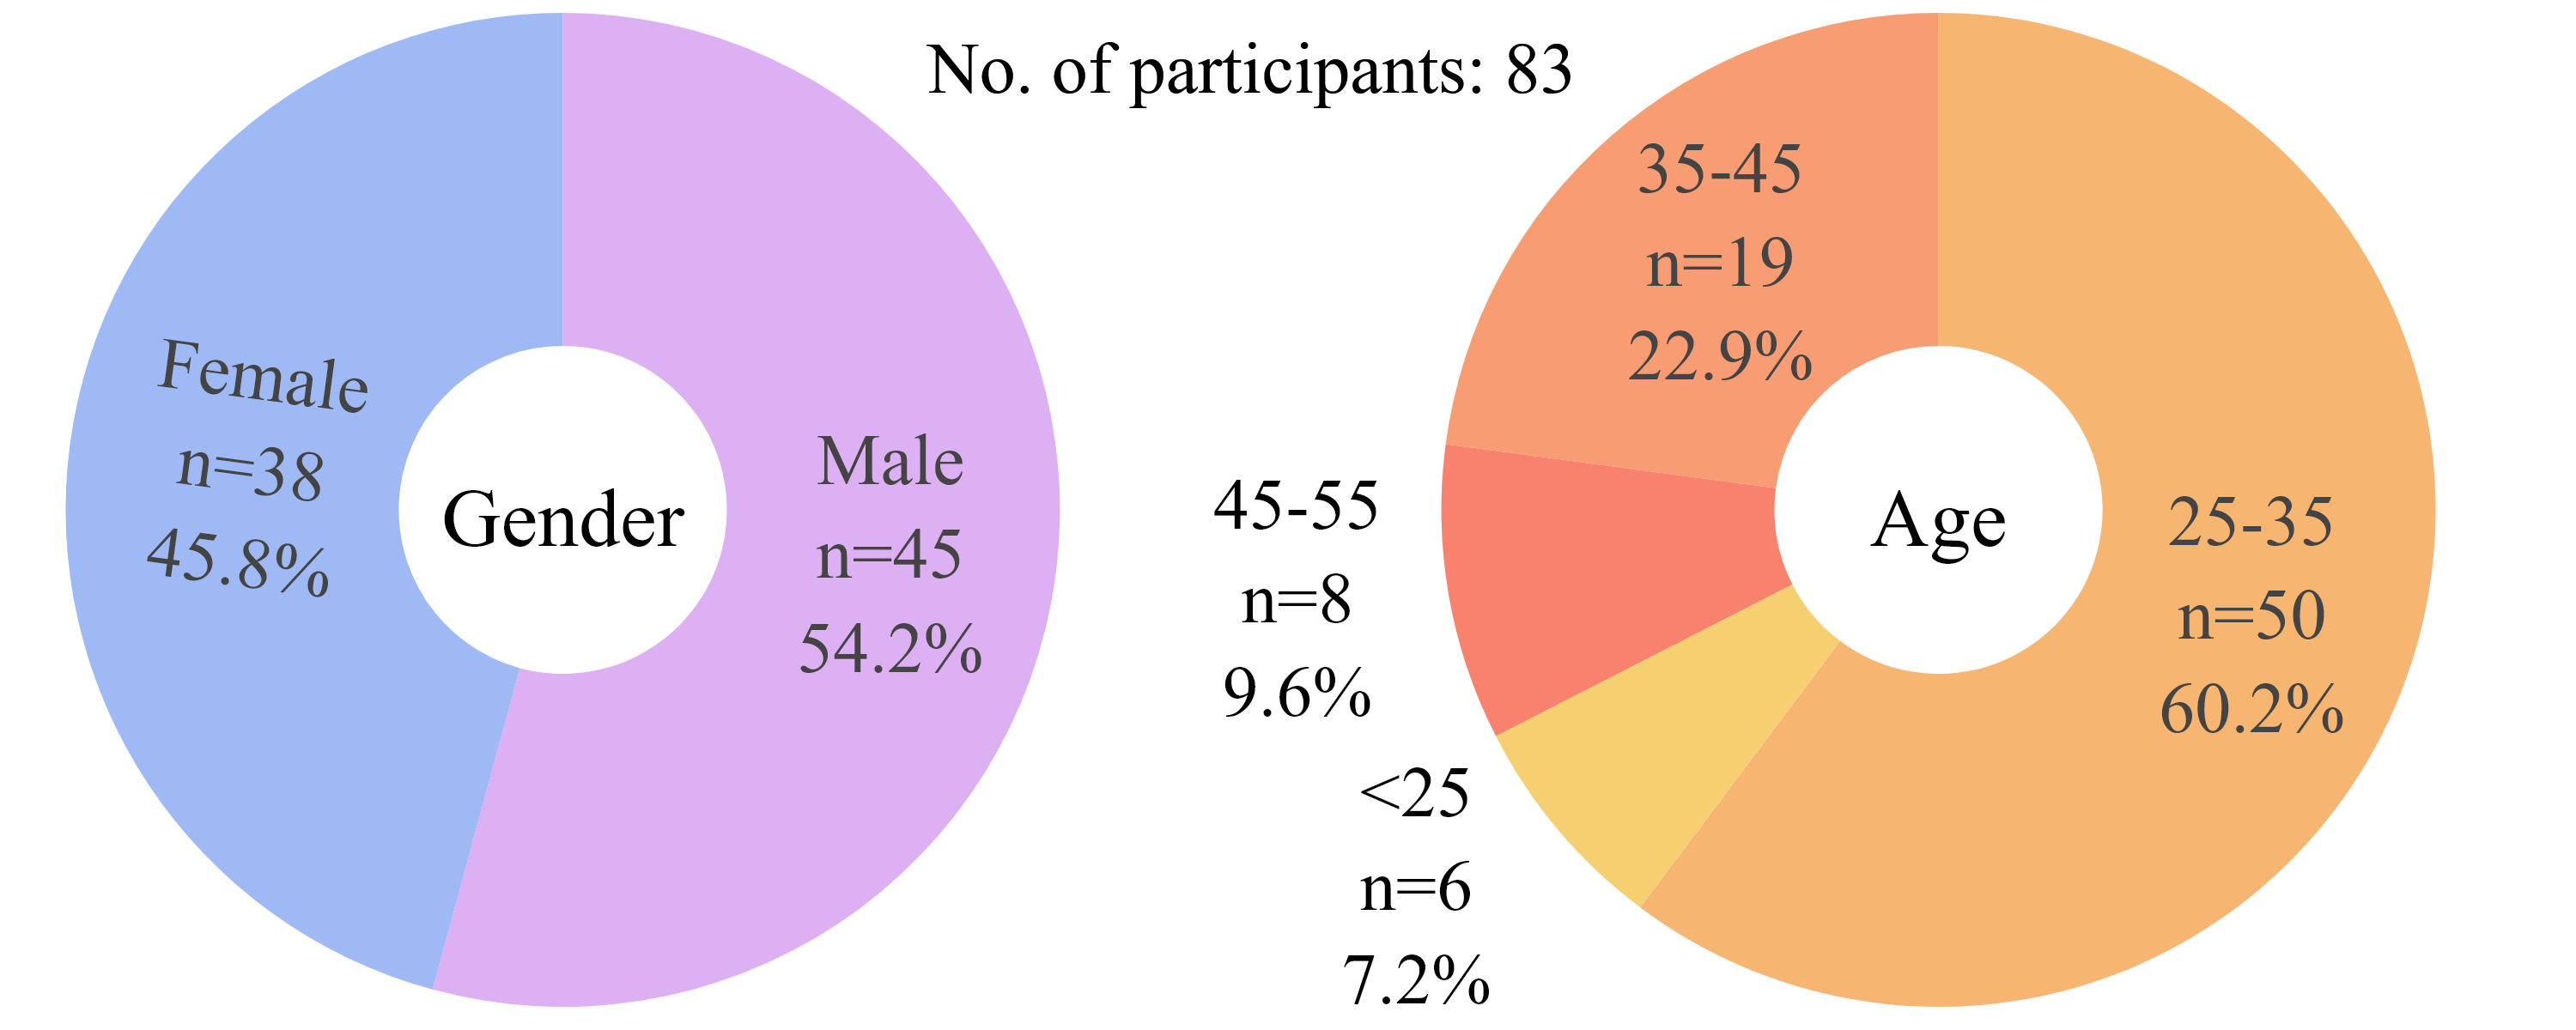 No. of participants: 83
Female
n=38
45.8%
Gender
Male
n=45
54.2%
35-45
n=19
22.9%
45-55
n=8
9.6%
<25
n=6
7.2%
Age
25-35
n=50
60.2%